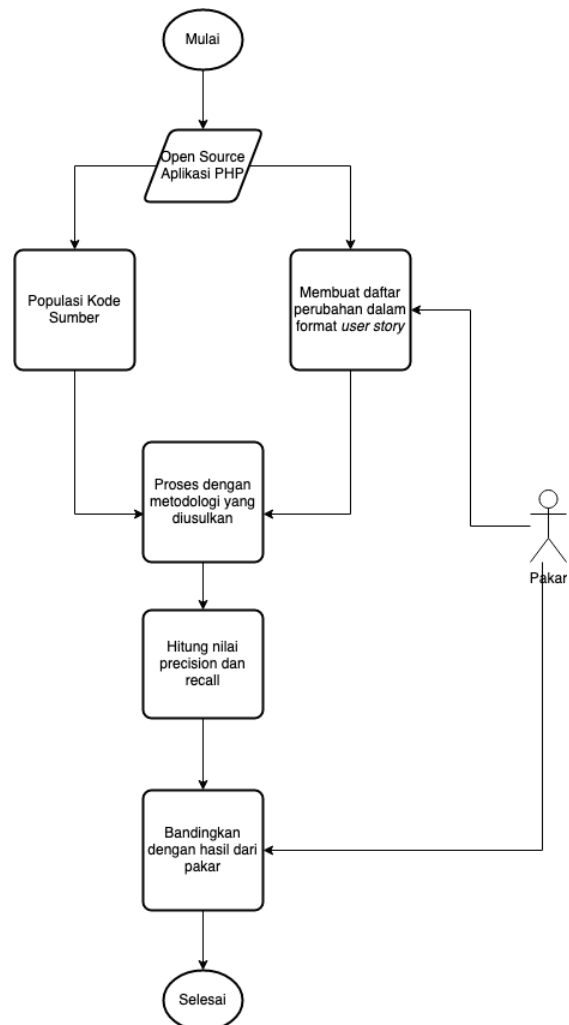 Mulai
Open Source
Aplikasi PHP
Populasi Kode
Sumber
Membuat daftar
perubahan dalam
format user story
Proses dengan
metodologi yang
diusulkan
Pakar
Hitung nilai
precision dan
recall
Bandingkan
dengan hasil dari
pakar
Selesai